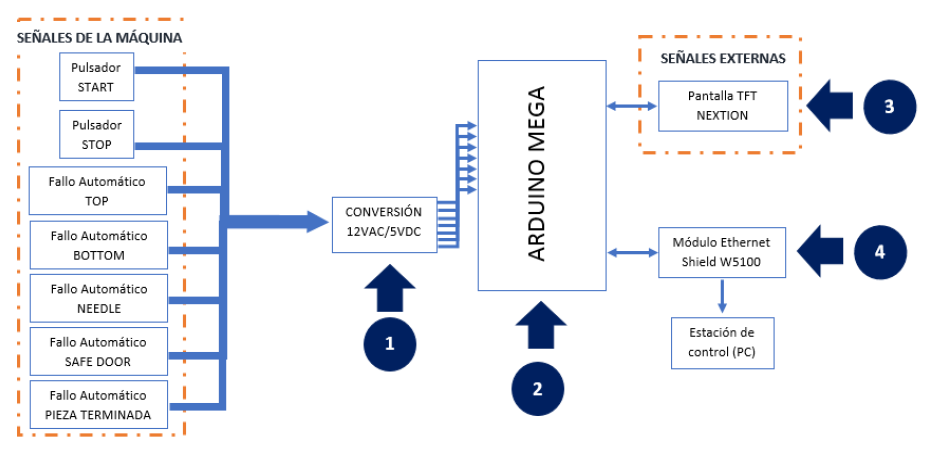 SEÑALES DE LA MÁQUINA
Pulsador
START
Pulsador
STOP
Fallo Automático
TOP
Fallo Automático
BOTTOM
Fallo Automático
NEEDLE
Fallo Automático
SAFE DOOR
Fallo Automático
PIEZA TERMINADA
CONVERSIÓN
12VAC/5VDC
1
ARDUINO MEGA
2
SEÑALES EXTERNAS
Pantalla TFT
NEXTION
3
Módulo Ethernet
Shield W5100
4
Estación de
control (PC)